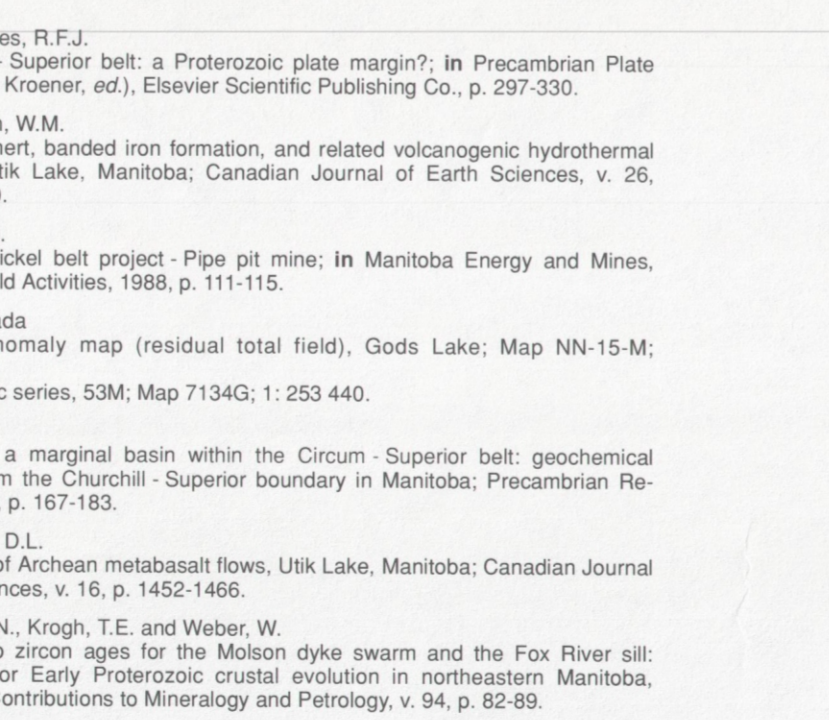 es, R.F.J.
- Superior belt: a Proterozoic plate margin?; in Precambrian Plate
Kroener, ed.), Elsevier Scientific Publishing Co., p. 297-330.
, W.M.
ert, banded iron formation, and related volcanogenic hydrothermal
tik Lake, Manitoba; Canadian Journal of Earth Sciences, v. 26,
.
.
ickel belt project - Pipe pit mine; in Manitoba Energy and Mines,
ld Activities, 1988, p. 111-115.
da
nomaly map (residual total field), Gods Lake; Map NN-15-M;
c series, 53M; Map 7134G; 1: 253 440.
a marginal basin within the Circum - Superior belt: geochemical
m the Churchill - Superior boundary in Manitoba; Precambrian Re-
, p. 167-183.
D.L.
of Archean metabasalt flows, Utik Lake, Manitoba; Canadian Journal
nces, v. 16, p. 1452-1466.
N., Krogh, T.E. and Weber, W.
zircon ages for the Molson dyke swarm and the Fox River sill:
or Early Proterozoic crustal evolution in northeastern Manitoba,
ontributions to Mineralogy and Petrology, v. 94, p. 82-89.